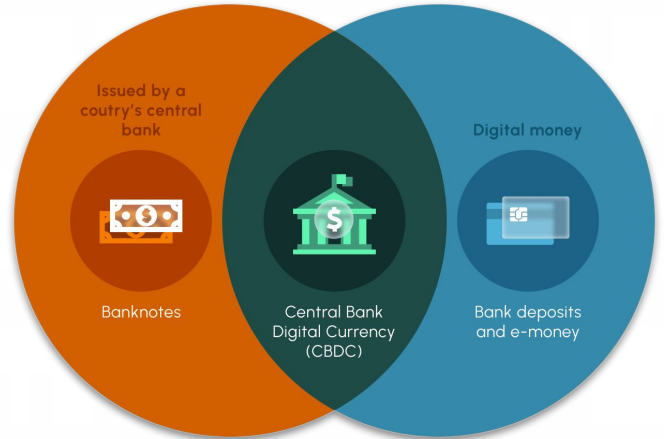 Issued by a
coutry's central
bank
Digital money
$
$
Banknotes
Central Bank
Digital Currency
(CBDC)
Bank deposits
and e-money